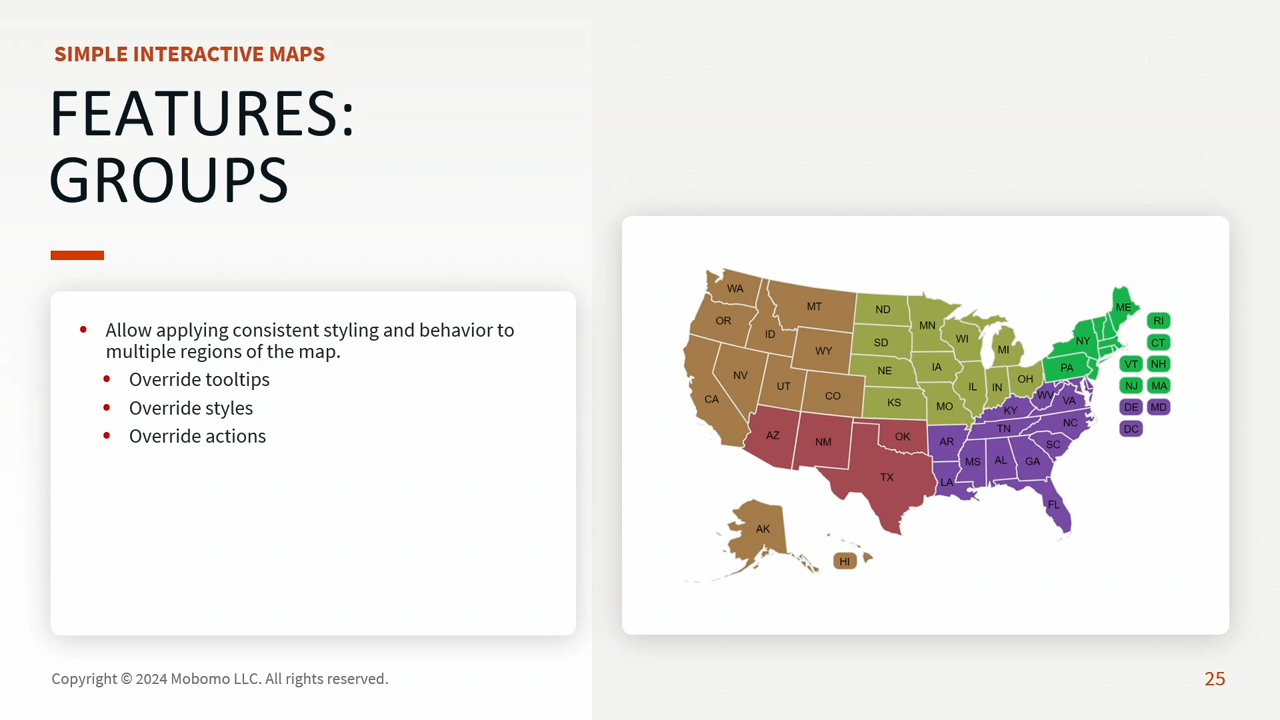 SIMPLE INTERACTIVE MAPS
FEATURES:
GROUPS
• Allow applying consistent styling and behavior to
multiple regions of the map.
• Override tooltips
• Override styles
• Override actions
WA
OR
CA
ID
NV
MT
WY
UT
CO
AZ
NM
ND
SD
NE
KS
OK
TX
MN
IA
MO
AR
LA
WI
IL
MI
IN
OH
KY
TN
MS
AL
GA
FL
SC
NC
VA
WV
PA
NY
ME
RI
CT
VT
NH
NJ
MA
DE
MD
DC
AK
HI
Copyright © 2024 Mobomo LLC. All rights reserved.
25